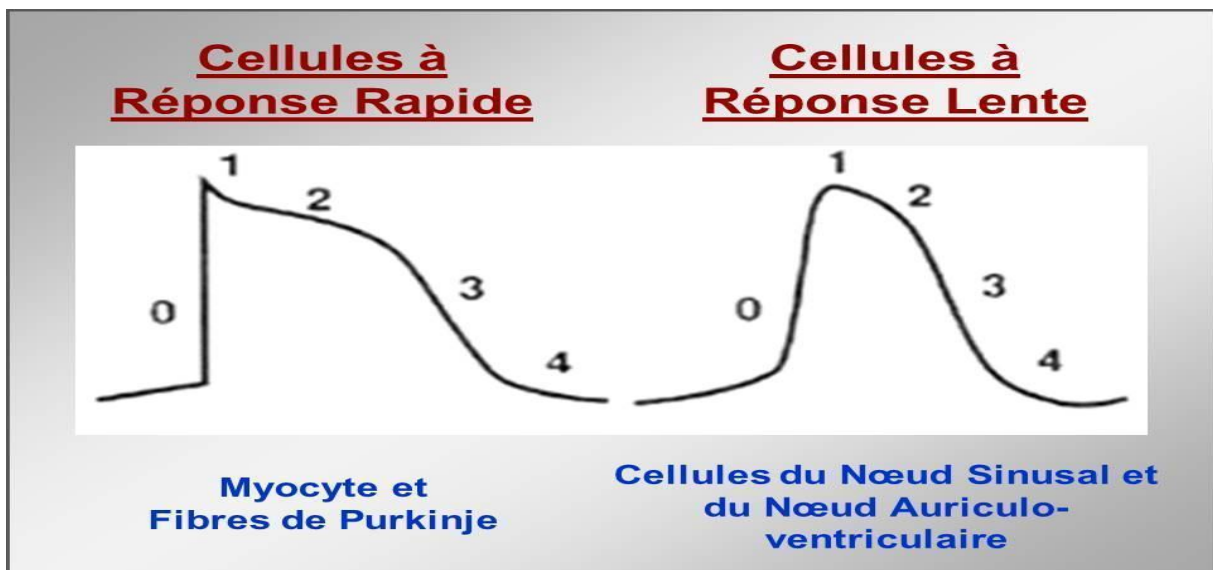 Cellules à
Réponse Rapide
Cellules à
Réponse Lente
1
2
0
3
4
1
2
0
3
4
Myocyte et
Fibres de Purkinje
Cellules du Nœud Sinusal et
du Nœud Auriculo-
ventriculaire